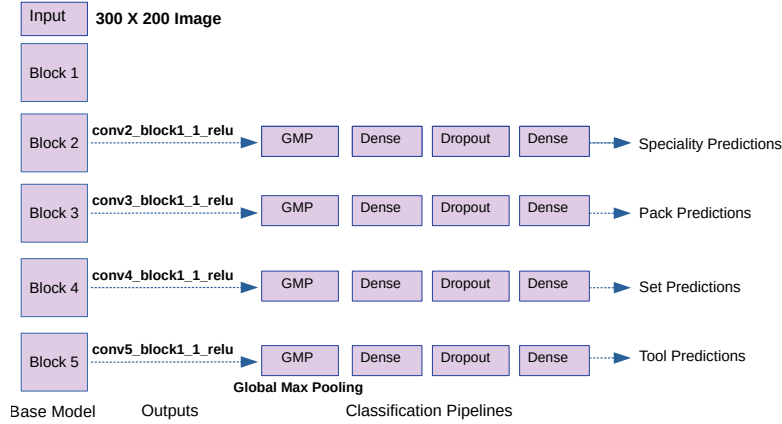 Input 300 X 200 Image
Block 1
Block 2 conv2_block1_1_relu GMP Dense Dropout Dense Speciality Predictions
Block 3 conv3_block1_1_relu GMP Dense Dropout Dense Pack Predictions
Block 4 conv4_block1_1_relu GMP Dense Dropout Dense Set Predictions
Block 5 conv5_block1_1_relu GMP Dense Dropout Dense Tool Predictions
Global Max Pooling
Base Model Outputs Classification Pipelines